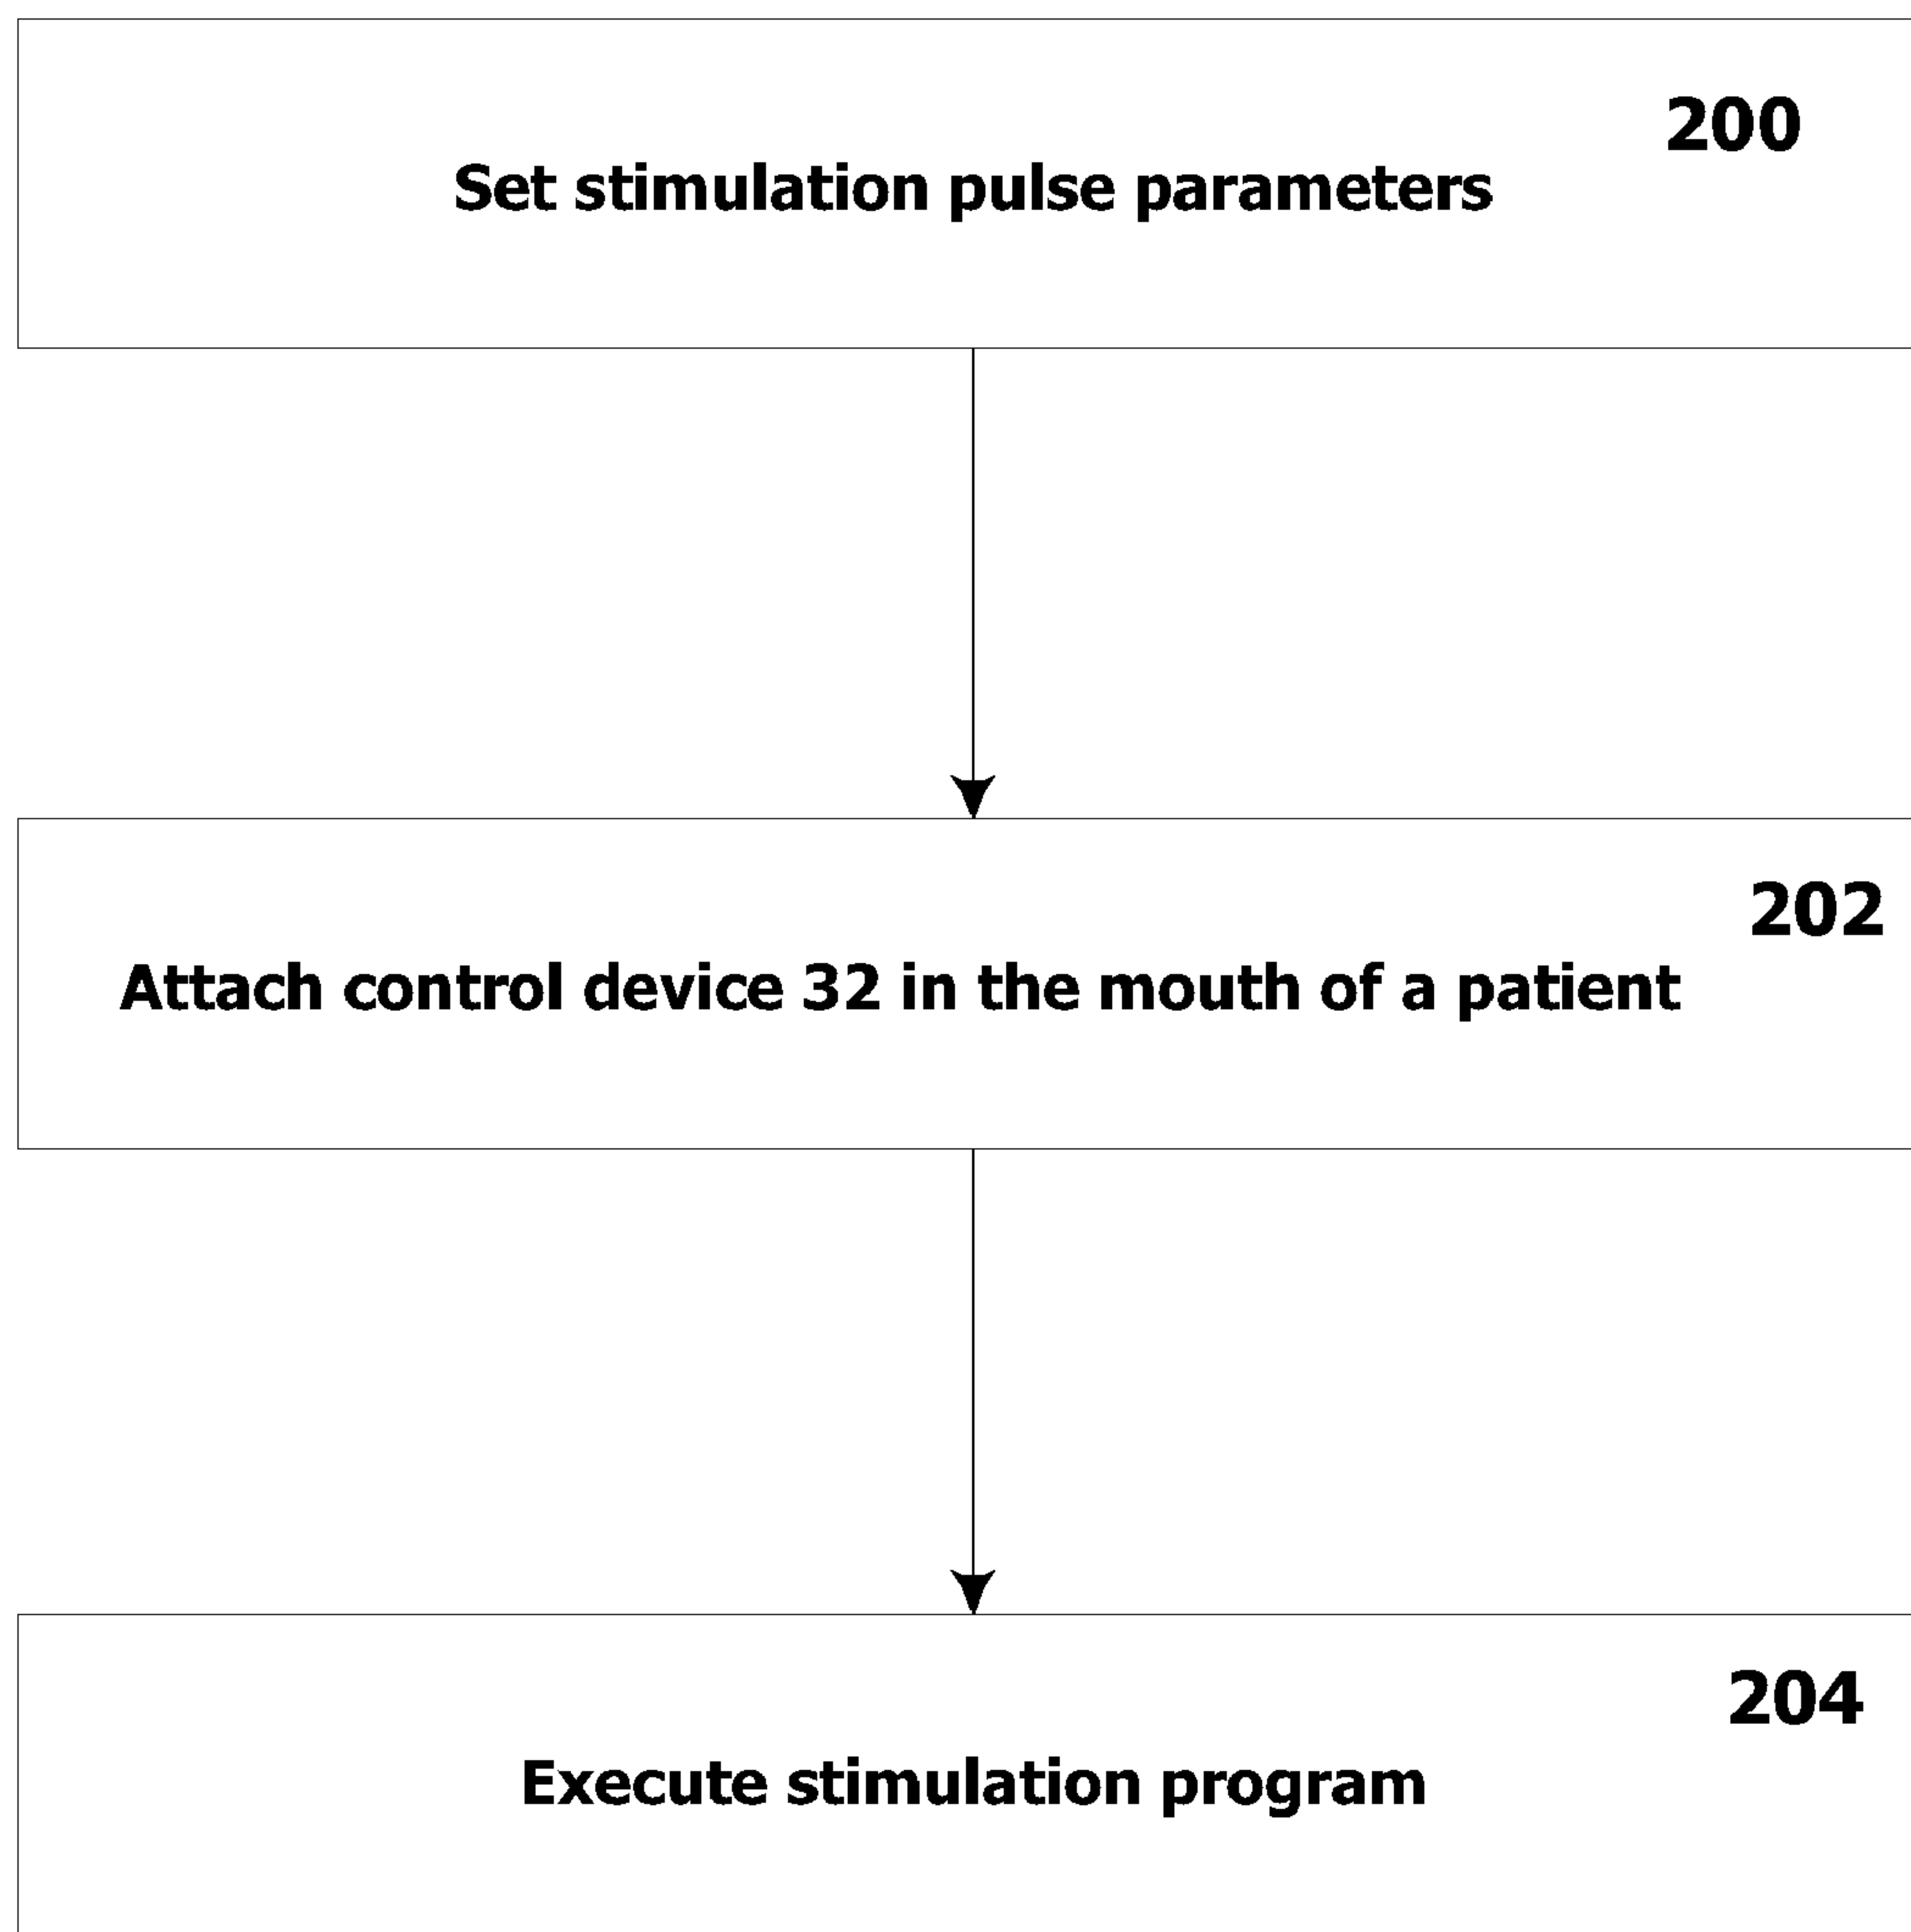 200
Set stimulation pulse parameters
202
Attach control device 32 in the mouth of a patient
204
Execute stimulation program